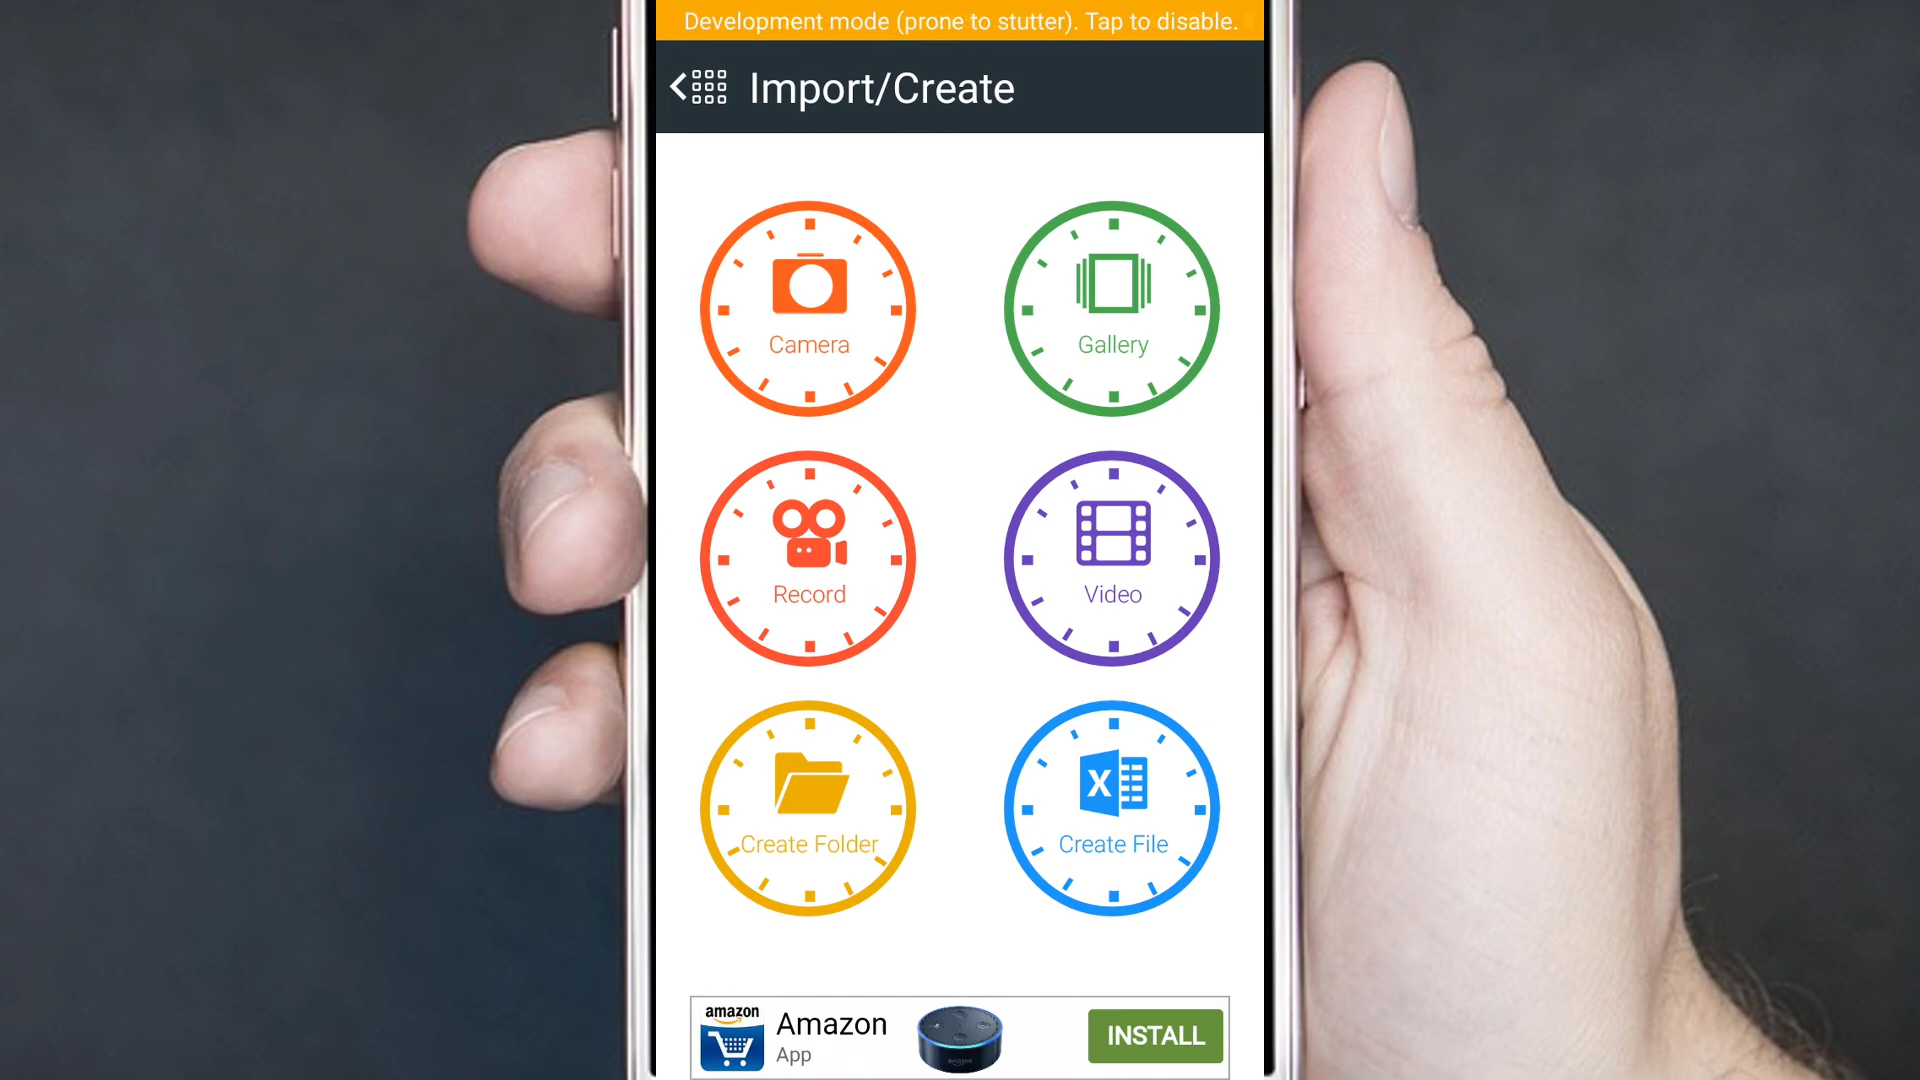 Development mode (prone to stutter). Tap to disable.
Import/Create
Camera
Gallery
Record
Video
Create Folder
X
Create File
amazon
Amazon
App
INSTALL